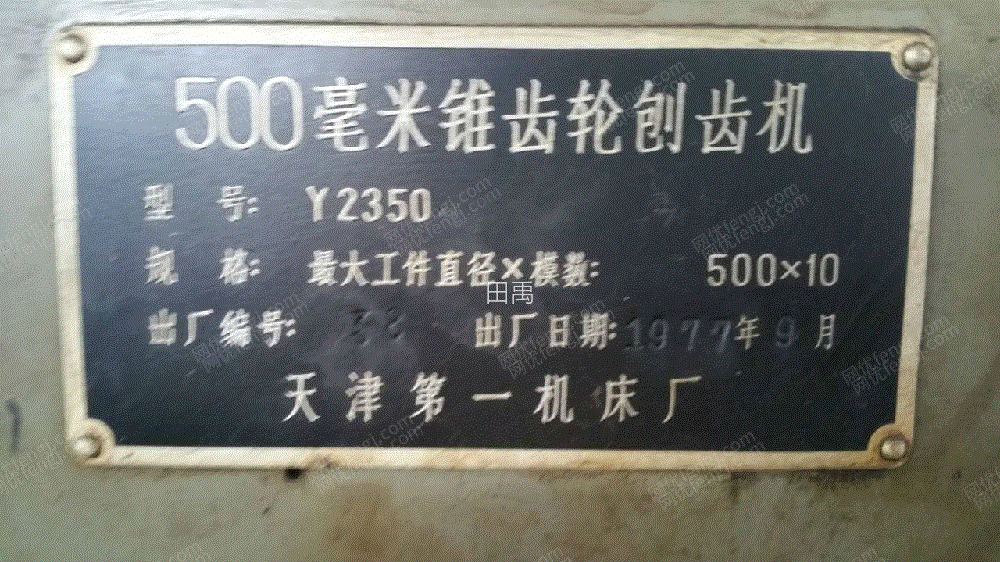 500毫米锥齿轮刨齿机
型 号: Y2350
规 格: 最大工件直径×模数: 500×10
田禹
出厂编号: 出厂日期: 1977年9月
天津第一机床厂